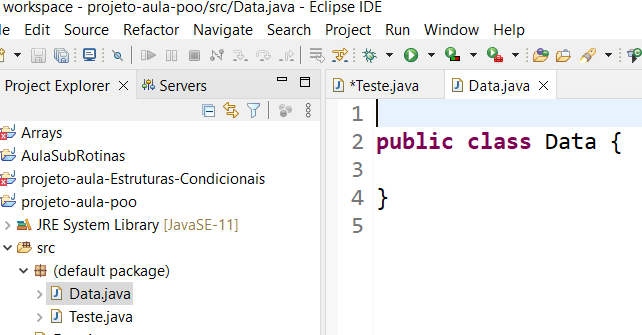 workspace - projeto-aula-poo/src/Data.java - Eclipse IDE
le Edit Source Refactor Navigate Search Project Run Window
Project Explorer Servers
Arrays
AulaSubRotinas
projeto-aula-Estruturas-Condicionais
projeto-aula-poo
JRE System Library [JavaSE-11]
src
(default package)
Data.java
Teste.java
*Teste.java Data.java
1
2 public class Data {
3
4 }
5